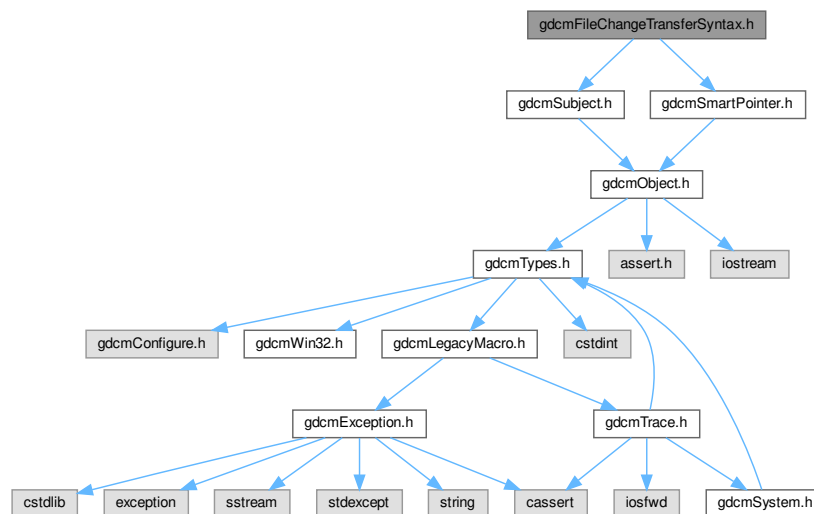 gdcmFileChangeTransferSyntax.h
gdcmSubject.h
gdcmSmartPointer.h
gdcmObject.h
gdcmTypes.h
assert.h
iostream
gdcmConfigure.h
gdcmWin32.h
gdcmLegacyMacro.h
cstdint
gdcmException.h
gdcmTrace.h
cstdlib
exception
sstream
stdexcept
string
cassert
iosfwd
gdcmSystem.h